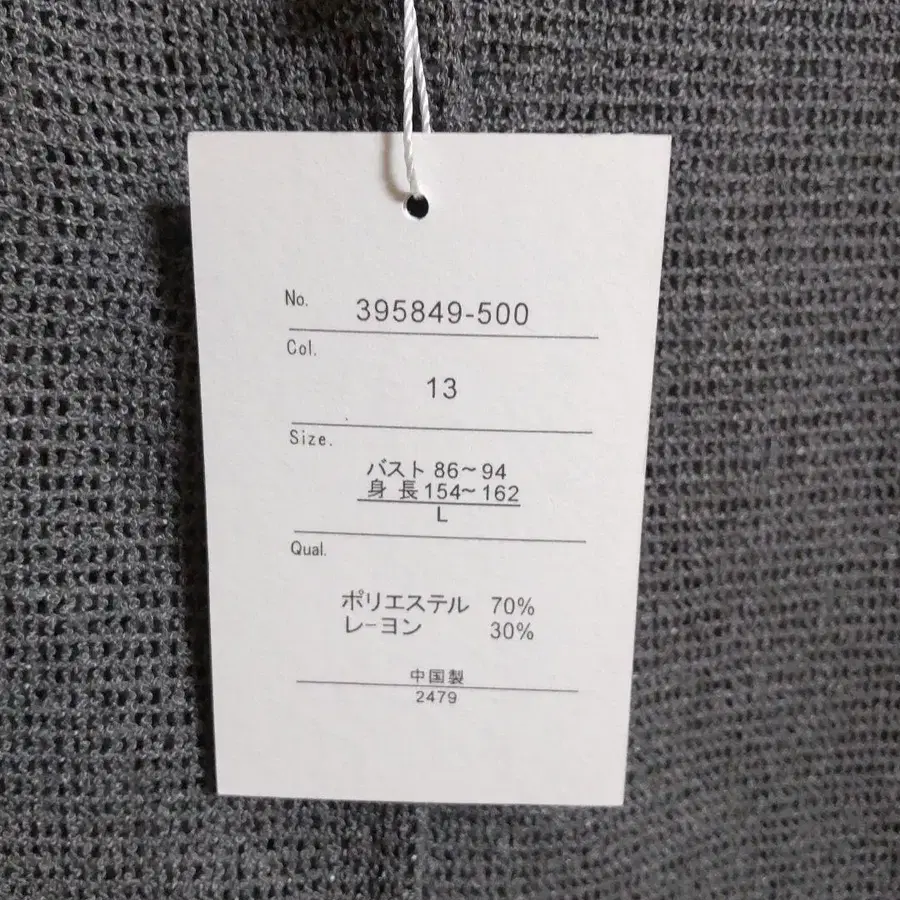 No. 395849-500
Col.
13
Size.
バスト 86～94
身 長 154～162
L
Qual.
ポリエステル 70%
レーヨン 30%
中国製
2479